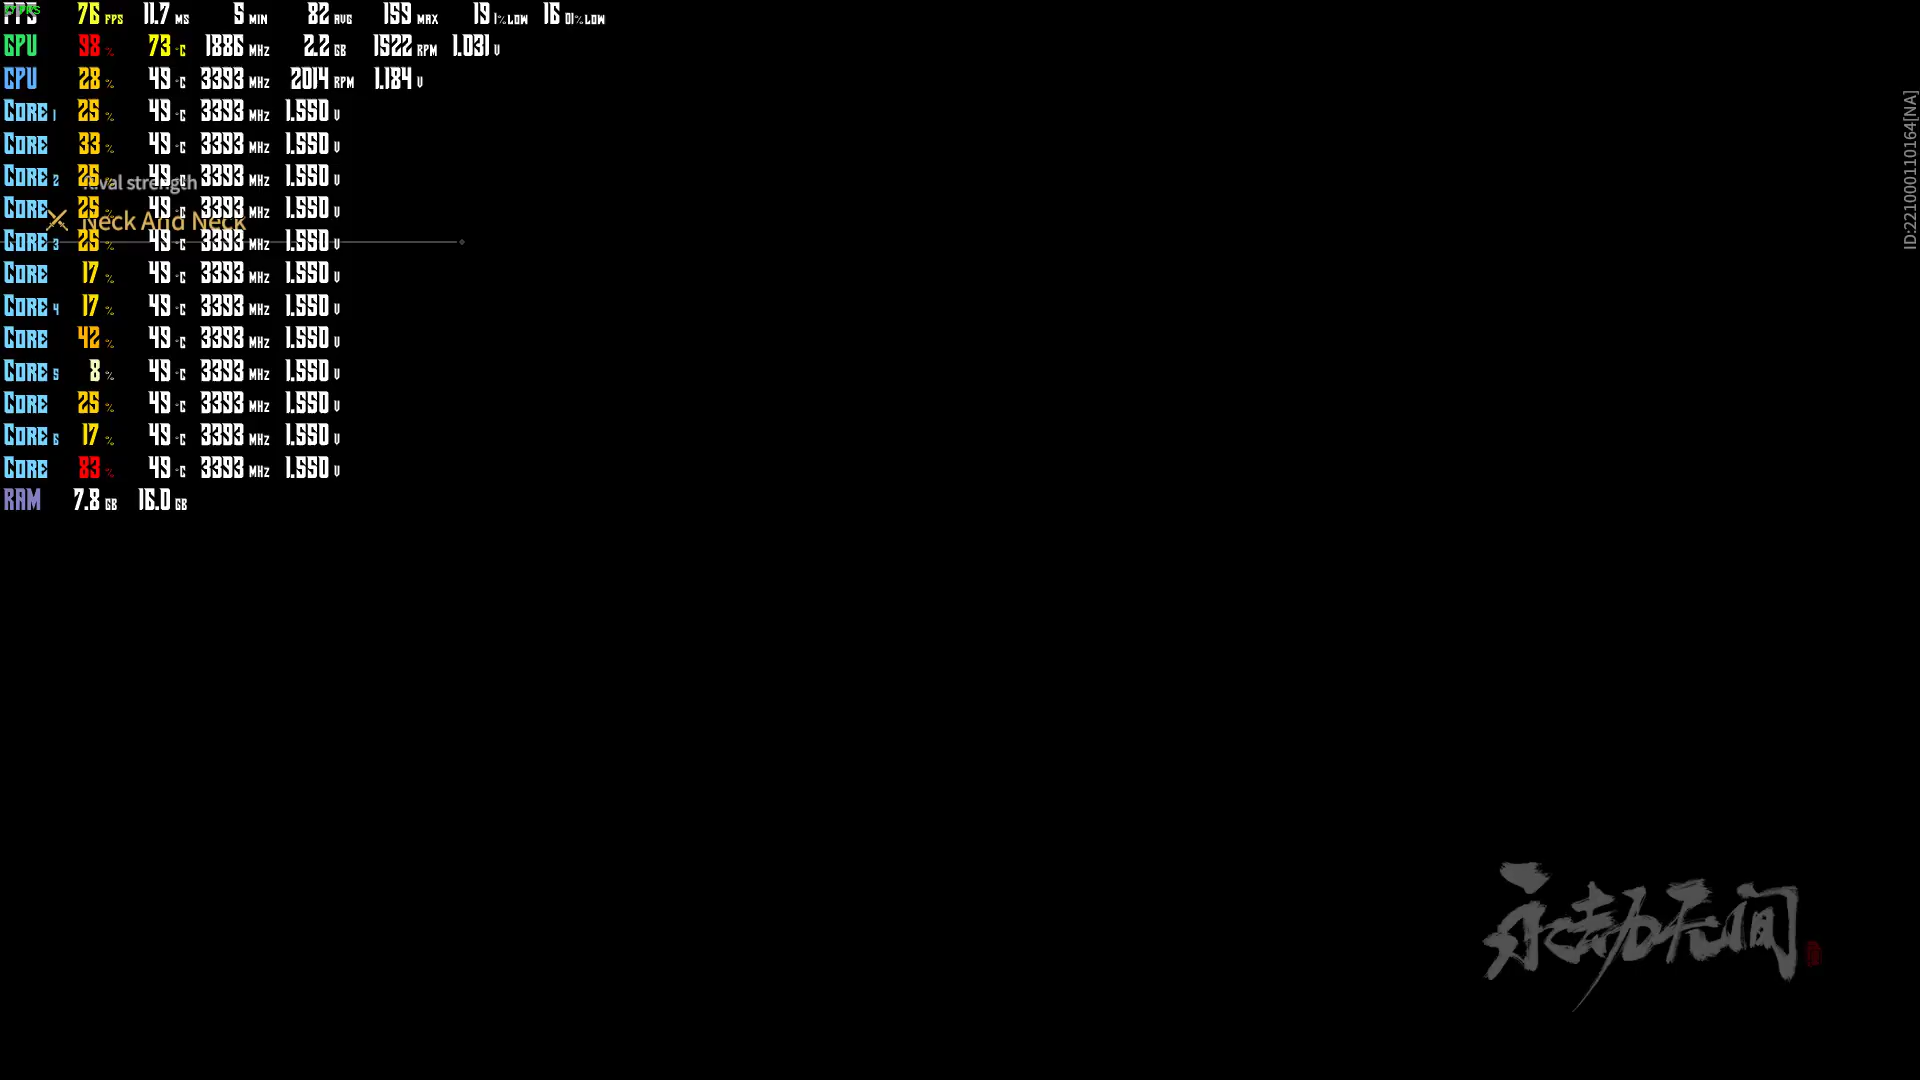 FPS 76 FPS 11.7 MS 5 MIN 82 AVG 159 MAX 19 1%LOW 16 01%LOW
GPU 98 % 73 °C 1886 MHz 2.2 GB 1522 RPM 1.031 V
CPU 28 % 49 °C 3393 MHz 2014 RPM 1.184 V
Core 1 25 % 49 °C 3393 MHz 1.550 V
Core 33 % 49 °C 3393 MHz 1.550 V
Core 2 25 % 49 °C 3393 MHz 1.550 V
Rival strength
Core 25 % 49 °C 3393 MHz 1.550 V
Neck And Neck
Core 3 25 % 49 °C 3393 MHz 1.550 V
Core 17 % 49 °C 3393 MHz 1.550 V
Core 4 17 % 49 °C 3393 MHz 1.550 V
Core 42 % 49 °C 3393 MHz 1.550 V
Core 5 8 % 49 °C 3393 MHz 1.550 V
Core 25 % 49 °C 3393 MHz 1.550 V
Core 6 17 % 49 °C 3393 MHz 1.550 V
Core 83 % 49 °C 3393 MHz 1.550 V
RAM 7.8 GB 16.0 GB
ID:2210001110164[NA]
永劫无间